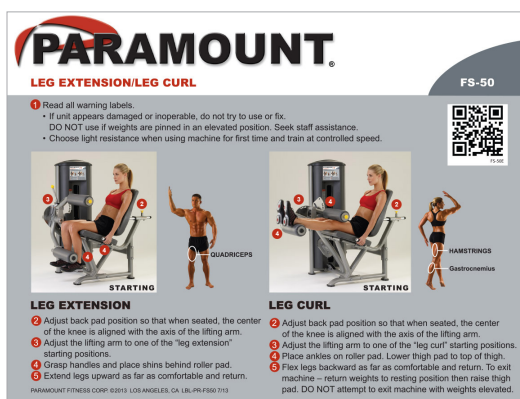 PARAMOUNT®
LEG EXTENSION/LEG CURL
FS-50
1 Read all warning labels.
• If unit appears damaged or inoperable, do not try to use or fix.
DO NOT use if weights are pinned in an elevated position. Seek staff assistance.
• Choose light resistance when using machine for first time and train at controlled speed.
FS-50E
3
2
4
4
QUADRICEPS
STARTING
3
4
2
4
HAMSTRINGS
Gastrocnemius
STARTING
LEG EXTENSION
2 Adjust back pad position so that when seated, the center
of the knee is aligned with the axis of the lifting arm.
3 Adjust the lifting arm to one of the "leg extension"
starting positions.
4 Grasp handles and place shins behind roller pad.
5 Extend legs upward as far as comfortable and return.
PARAMOUNT FITNESS CORP. ©2013 LOS ANGELES, CA LBL-PR-FS50 7/13
LEG CURL
2 Adjust back pad position so that when seated, the center
of the knee is aligned with the axis of the lifting arm.
3 Adjust the lifting arm to one of the "leg curl" starting positions.
4 Place ankles on roller pad. Lower thigh pad to top of thigh.
5 Flex legs backward as far as comfortable and return. To exit
machine – return weights to resting position then raise thigh
pad. DO NOT attempt to exit machine with weights elevated.